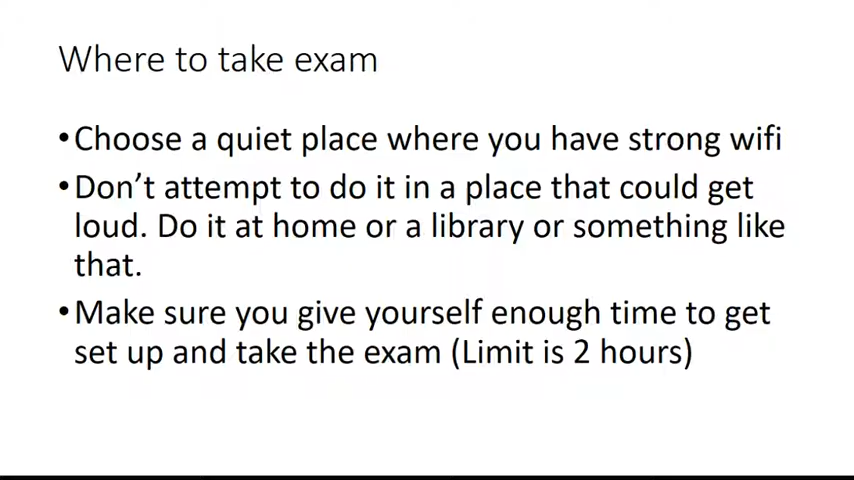 Where to take exam
•Choose a quiet place where you have strong wifi
•Don’t attempt to do it in a place that could get
loud. Do it at home or a library or something like
that.
•Make sure you give yourself enough time to get
set up and take the exam (Limit is 2 hours)